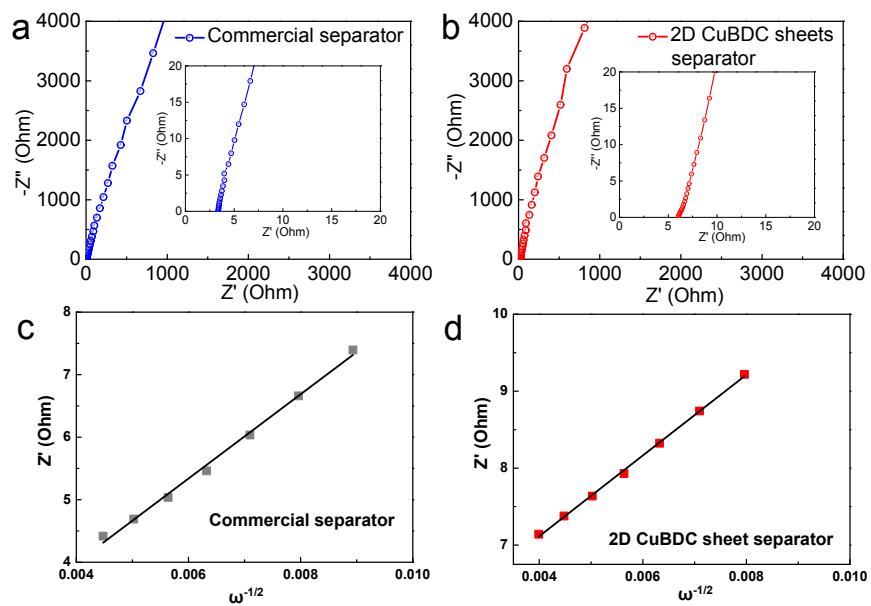 a
Commercial separator
4000
3000
2000
1000
0
-Z" (Ohm)
20
15
10
5
0
-Z" (Ohm)
0 5 10 15 20
Z' (Ohm)
0 1000 2000 3000 4000
Z' (Ohm)
b
2D CuBDC sheets
separator
4000
3000
2000
1000
0
-Z" (Ohm)
20
15
10
5
0
-Z" (Ohm)
0 5 10 15 20
Z' (Ohm)
0 1000 2000 3000 4000
Z' (Ohm)
c
8
7
6
5
4
Z' (Ohm)
Commercial separator
0.004 0.006 0.008 0.010
ω-1/2
d
10
9
8
7
Z' (Ohm)
2D CuBDC sheet separator
0.004 0.006 0.008 0.010
ω-1/2